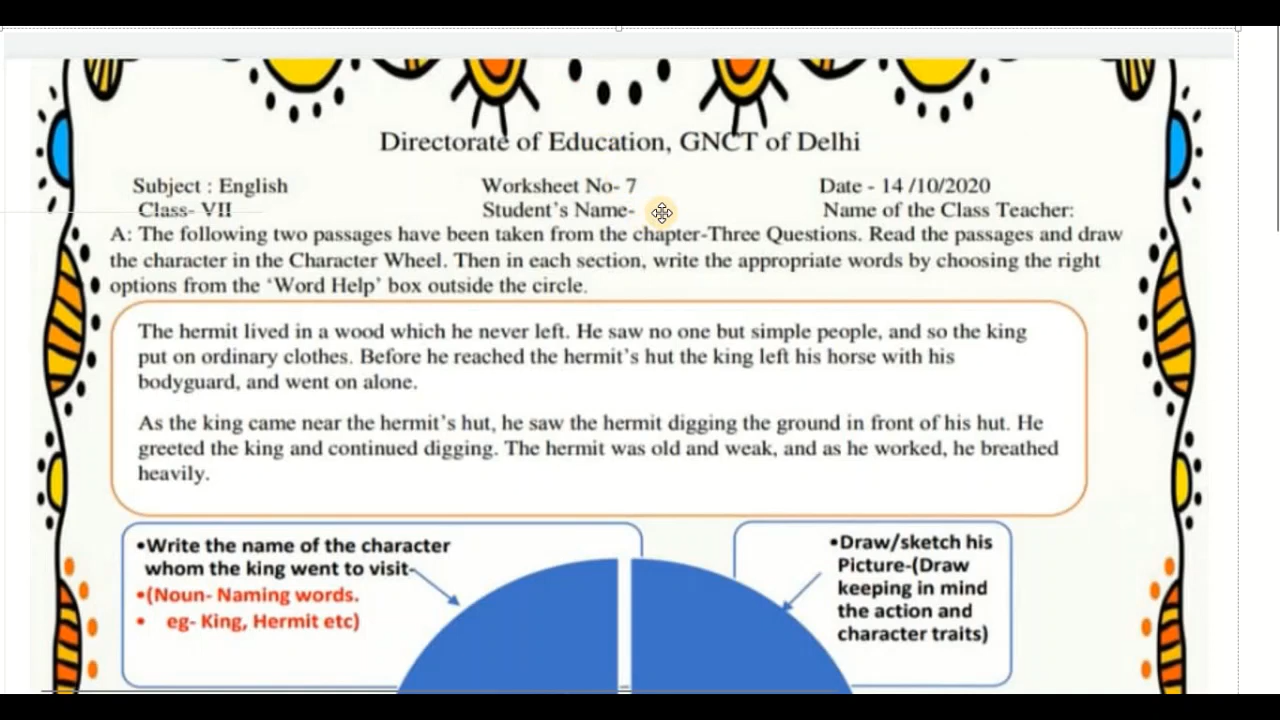 Directorate of Education, GNCT of Delhi
Subject : English Worksheet No- 7 Date - 14 /10/2020
Class- VII Student's Name- Name of the Class Teacher:
A: The following two passages have been taken from the chapter-Three Questions. Read the passages and draw
the character in the Character Wheel. Then in each section, write the appropriate words by choosing the right
options from the 'Word Help' box outside the circle.
The hermit lived in a wood which he never left. He saw no one but simple people, and so the king
put on ordinary clothes. Before he reached the hermit's hut the king left his horse with his
bodyguard, and went on alone.
As the king came near the hermit's hut, he saw the hermit digging the ground in front of his hut. He
greeted the king and continued digging. The hermit was old and weak, and as he worked, he breathed
heavily.
•Write the name of the character
whom the king went to visit-
•(Noun- Naming words.
• eg- King, Hermit etc)
•Draw/sketch his
Picture-(Draw
keeping in mind
the action and
character traits)